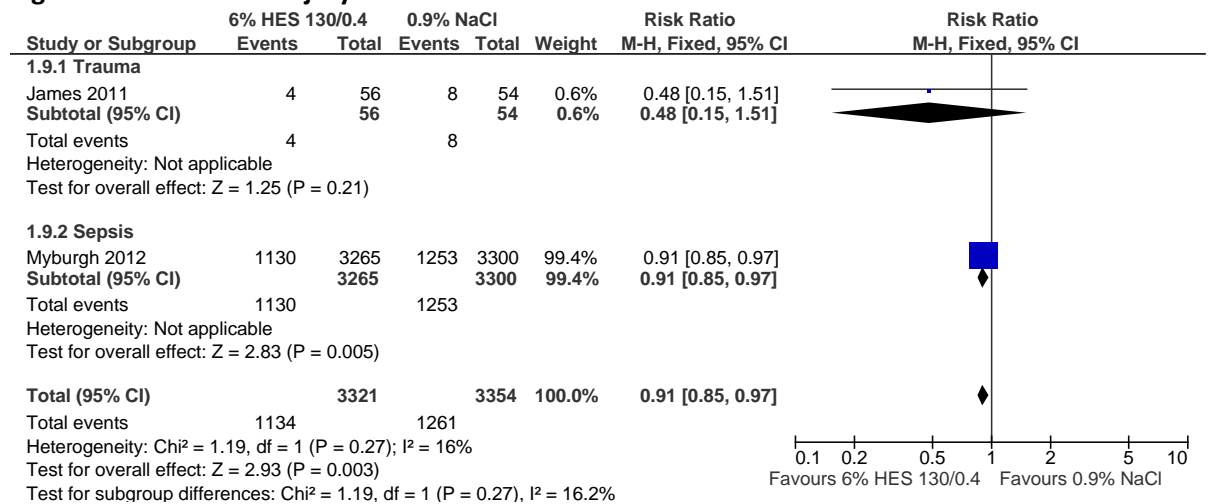 6% HES 130/0.4 0.9% NaCl Risk Ratio Risk Ratio
Study or Subgroup Events Total Events Total Weight M-H, Fixed, 95% CI M-H, Fixed, 95% CI
1.9.1 Trauma
James 2011 4 56 8 54 0.6% 0.48 [0.15, 1.51]
Subtotal (95% CI) 56 54 0.6% 0.48 [0.15, 1.51]
Total events 4 8
Heterogeneity: Not applicable
Test for overall effect: Z = 1.25 (P = 0.21)
1.9.2 Sepsis
Myburgh 2012 1130 3265 1253 3300 99.4% 0.91 [0.85, 0.97]
Subtotal (95% CI) 3265 3300 99.4% 0.91 [0.85, 0.97]
Total events 1130 1253
Heterogeneity: Not applicable
Test for overall effect: Z = 2.83 (P = 0.005)
Total (95% CI) 3321 3354 100.0% 0.91 [0.85, 0.97]
Total events 1134 1261
Heterogeneity: Chi² = 1.19, df = 1 (P = 0.27); I² = 16%
Test for overall effect: Z = 2.93 (P = 0.003)
Test for subgroup differences: Chi² = 1.19, df = 1 (P = 0.27), I² = 16.2%
0.1 0.2 0.5 1 2 5 10
Favours 6% HES 130/0.4 Favours 0.9% NaCl